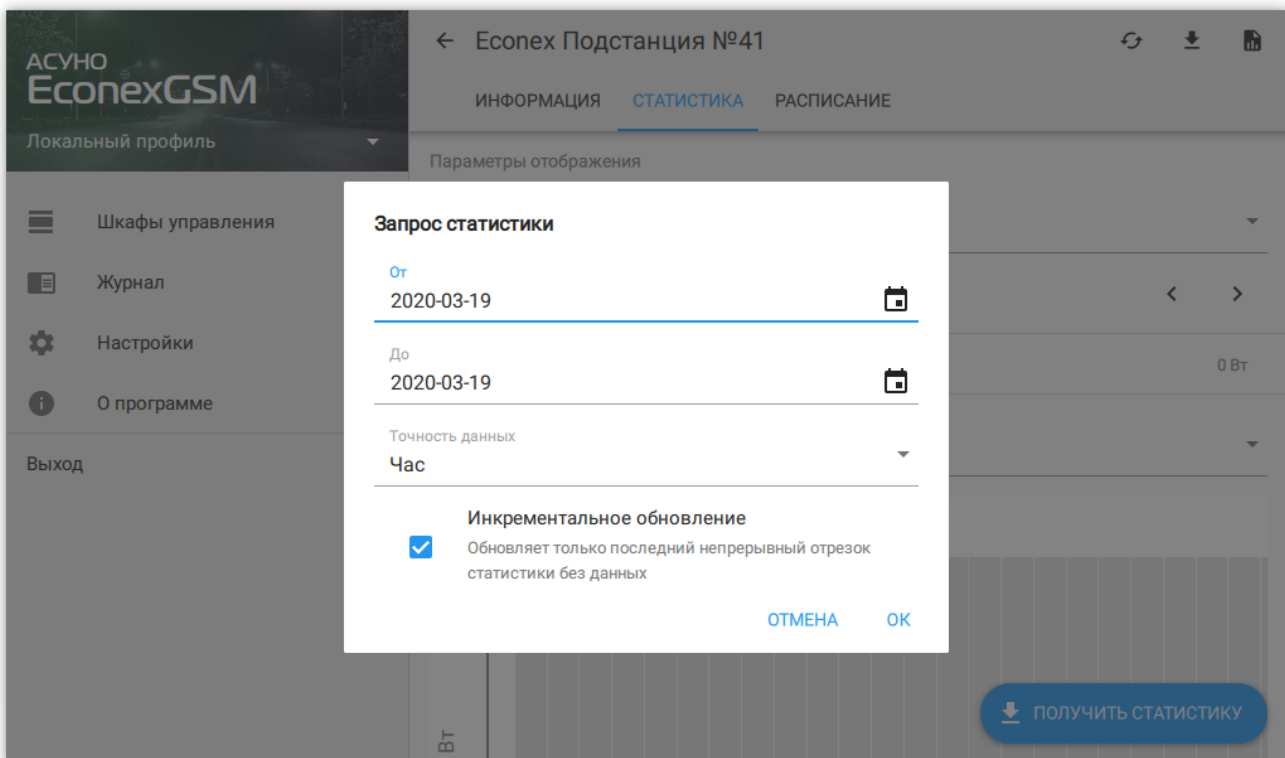 АСУНО
EconexGSM
Локальный профиль
Шкафы управления
Журнал
Настройки
О программе
Выход
Econex Подстанция №41
ИНФОРМАЦИЯ СТАТИСТИКА РАСПИСАНИЕ
Параметры отображения
0 Вт
Запрос статистики
От
2020-03-19
До
2020-03-19
Точность данных
Час
Инкрементальное обновление
Обновляет только последний непрерывный отрезок
статистики без данных
ОТМЕНА ОК
Вт
ПОЛУЧИТЬ СТАТИСТИКУ